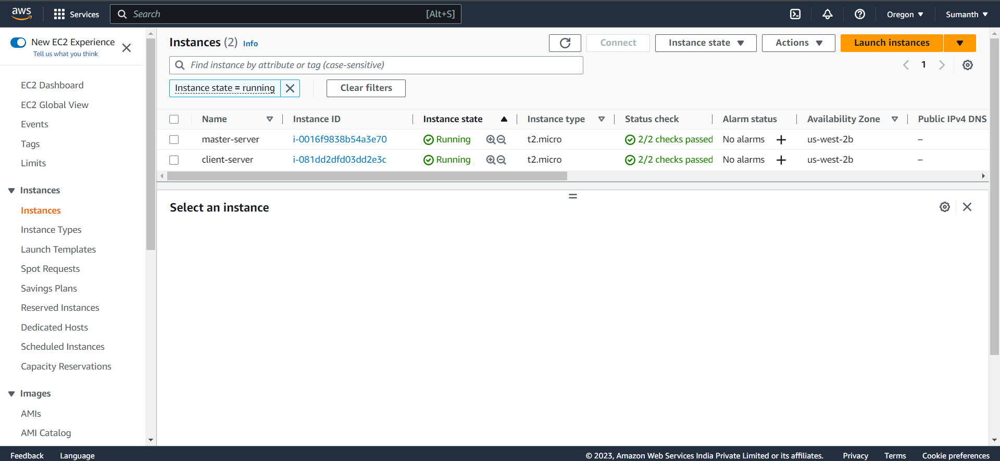 aws
Services
Search [Alt+S]
Oregon
Sumanth
New EC2 Experience
Tell us what you think
EC2 Dashboard
EC2 Global View
Events
Tags
Limits
Instances
Instances
Instance Types
Launch Templates
Spot Requests
Savings Plans
Reserved Instances
Dedicated Hosts
Scheduled Instances
Capacity Reservations
Images
AMIs
AMI Catalog
Instances (2) Info
Connect
Instance state
Actions
Launch instances
Find instance by attribute or tag (case-sensitive)
1
Instance state = running
Clear filters
Name Instance ID Instance state Instance type Status check Alarm status Availability Zone Public IPv4 DNS
master-server i-0016f9838b54a3e70 Running t2.micro 2/2 checks passed No alarms + us-west-2b –
client-server i-081dd2dfd03dd2e3c Running t2.micro 2/2 checks passed No alarms + us-west-2b –
Select an instance
Feedback Language © 2023, Amazon Web Services India Private Limited or its affiliates. Privacy Terms Cookie preferences